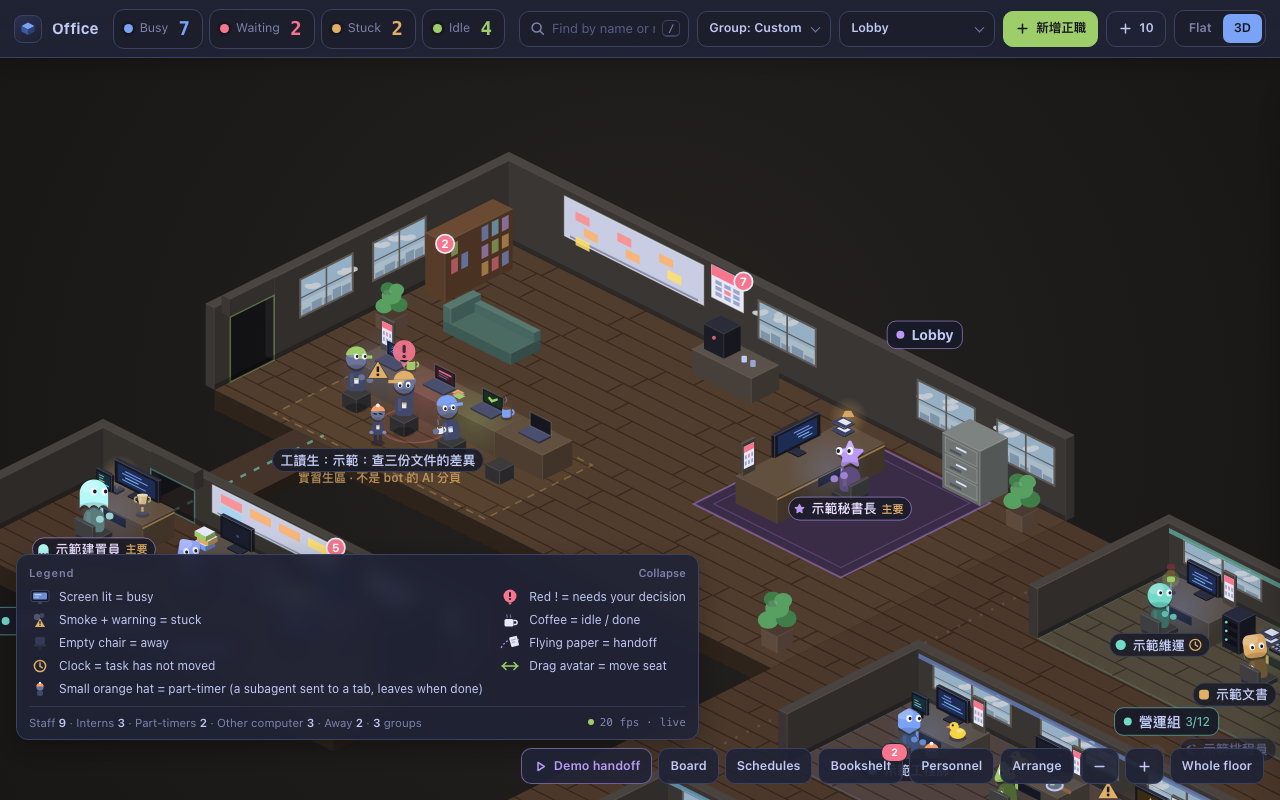 Office
Busy 7
Waiting 2
Stuck 2
Idle 4
Find by name or r
/
Group: Custom
Lobby
新增正職
10
Flat
3D
2
7
Lobby
工讀生：示範：查三份文件的差異
實習生區 · 不是 bot 的 AI 分頁
示範秘書長 主要
示範建置員 主要
5
示範維運
示範文書
營運組 3/12
Legend
Collapse
Screen lit = busy
Red ! = needs your decision
Smoke + warning = stuck
Coffee = idle / done
Empty chair = away
Flying paper = handoff
Clock = task has not moved
Drag avatar = move seat
Small orange hat = part-timer (a subagent sent to a tab, leaves when done)
Staff 9 · Interns 3 · Part-timers 2 · Other computer 3 · Away 2 · 3 groups
20 fps · live
Demo handoff
Board
Schedules
Bookshelf
2
Personnel
Arrange
−
+
Whole floor